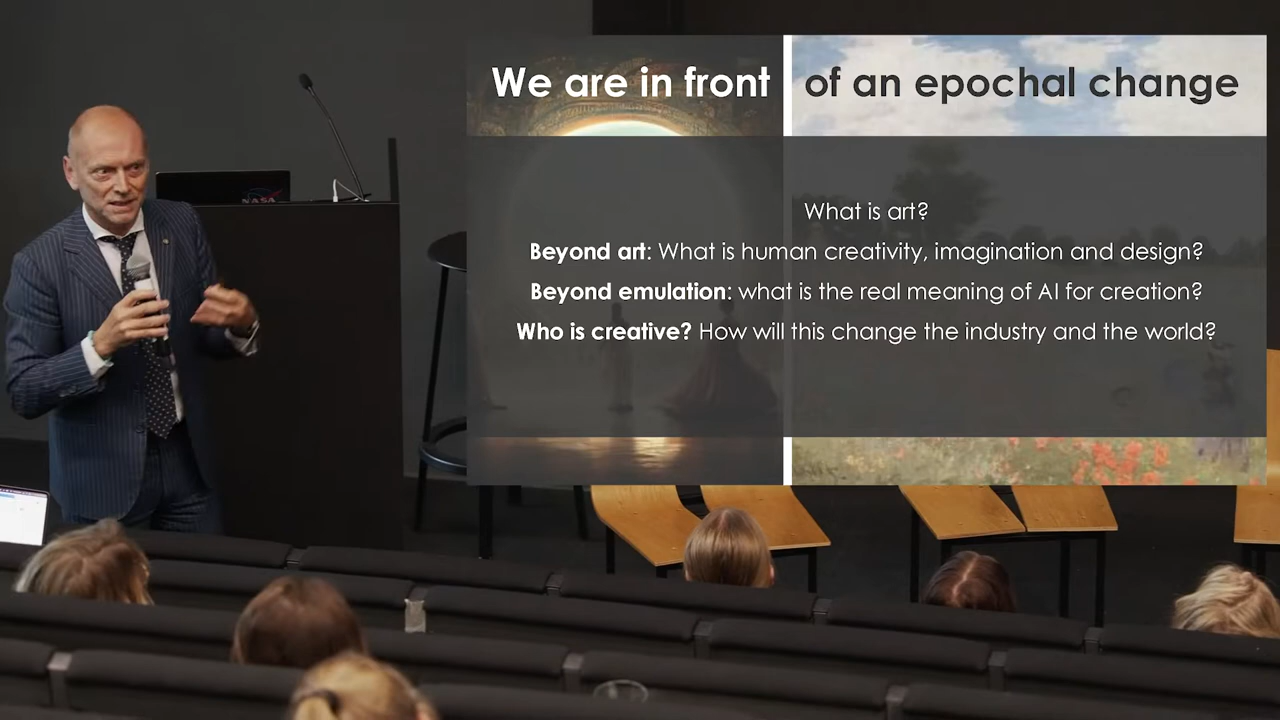 We are in front of an epochal change
What is art?
Beyond art: What is human creativity, imagination and design?
Beyond emulation: what is the real meaning of AI for creation?
Who is creative? How will this change the industry and the world?
NASA